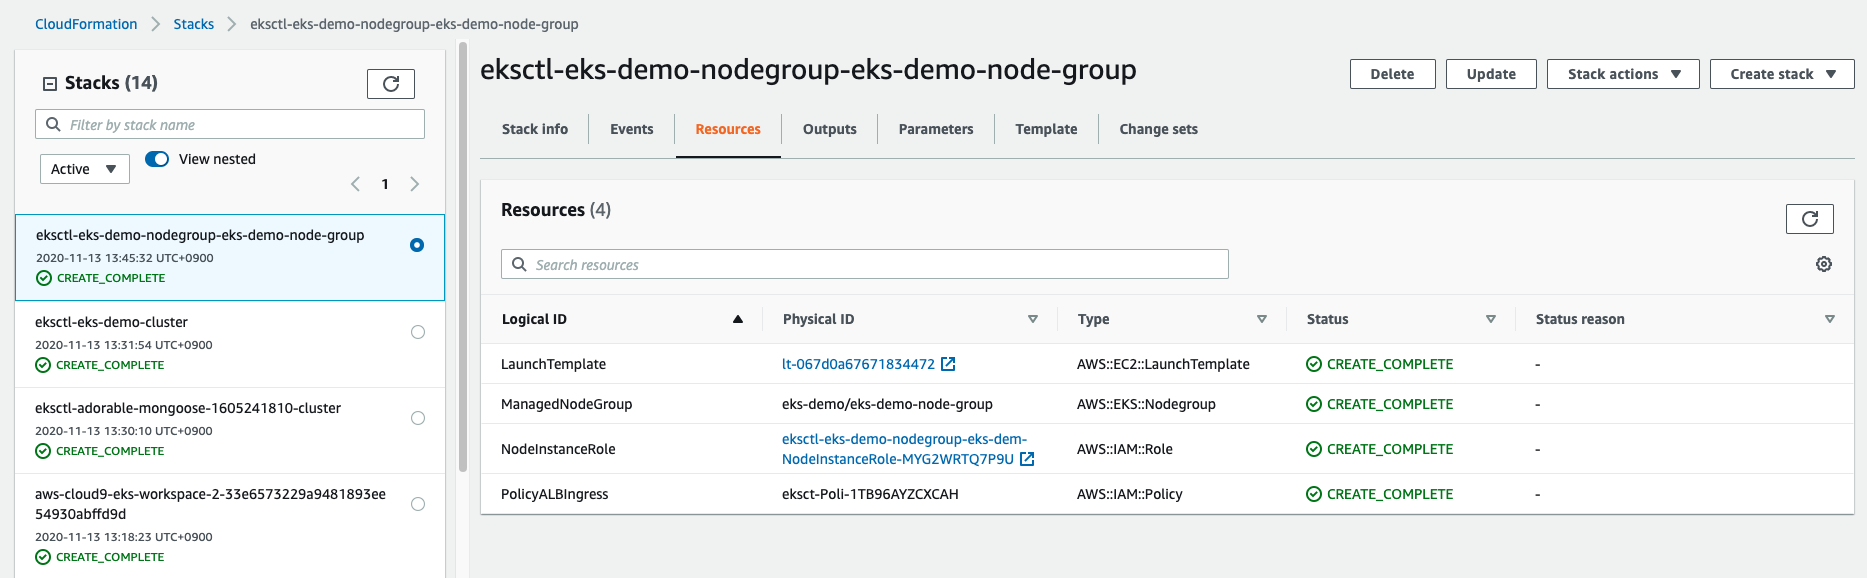 CloudFormation > Stacks > eksctl-eks-demo-nodegroup-eks-demo-node-group
Stacks (14)
Filter by stack name
Active
View nested
1
eksctl-eks-demo-nodegroup-eks-demo-node-group
2020-11-13 13:45:32 UTC+0900
CREATE_COMPLETE
eksctl-eks-demo-cluster
2020-11-13 13:31:54 UTC+0900
CREATE_COMPLETE
eksctl-adorable-mongoose-1605241810-cluster
2020-11-13 13:30:10 UTC+0900
CREATE_COMPLETE
aws-cloud9-eks-workspace-2-33e6573229a9481893ee
54930abffd9d
2020-11-13 13:18:23 UTC+0900
CREATE_COMPLETE
eksctl-eks-demo-nodegroup-eks-demo-node-group
Delete Update Stack actions Create stack
Stack info Events Resources Outputs Parameters Template Change sets
Resources (4)
Search resources
Logical ID Physical ID Type Status Status reason
LaunchTemplate lt-067d0a67671834472 AWS::EC2::LaunchTemplate CREATE_COMPLETE -
ManagedNodeGroup eks-demo/eks-demo-node-group AWS::EKS::Nodegroup CREATE_COMPLETE -
eksctl-eks-demo-nodegroup-eks-dem-
NodeInstanceRole NodeInstanceRole-MYG2WRTQ7P9U AWS::IAM::Role CREATE_COMPLETE -
PolicyALBIngress eksct-Poli-1TB96AYZCXCAH AWS::IAM::Policy CREATE_COMPLETE -